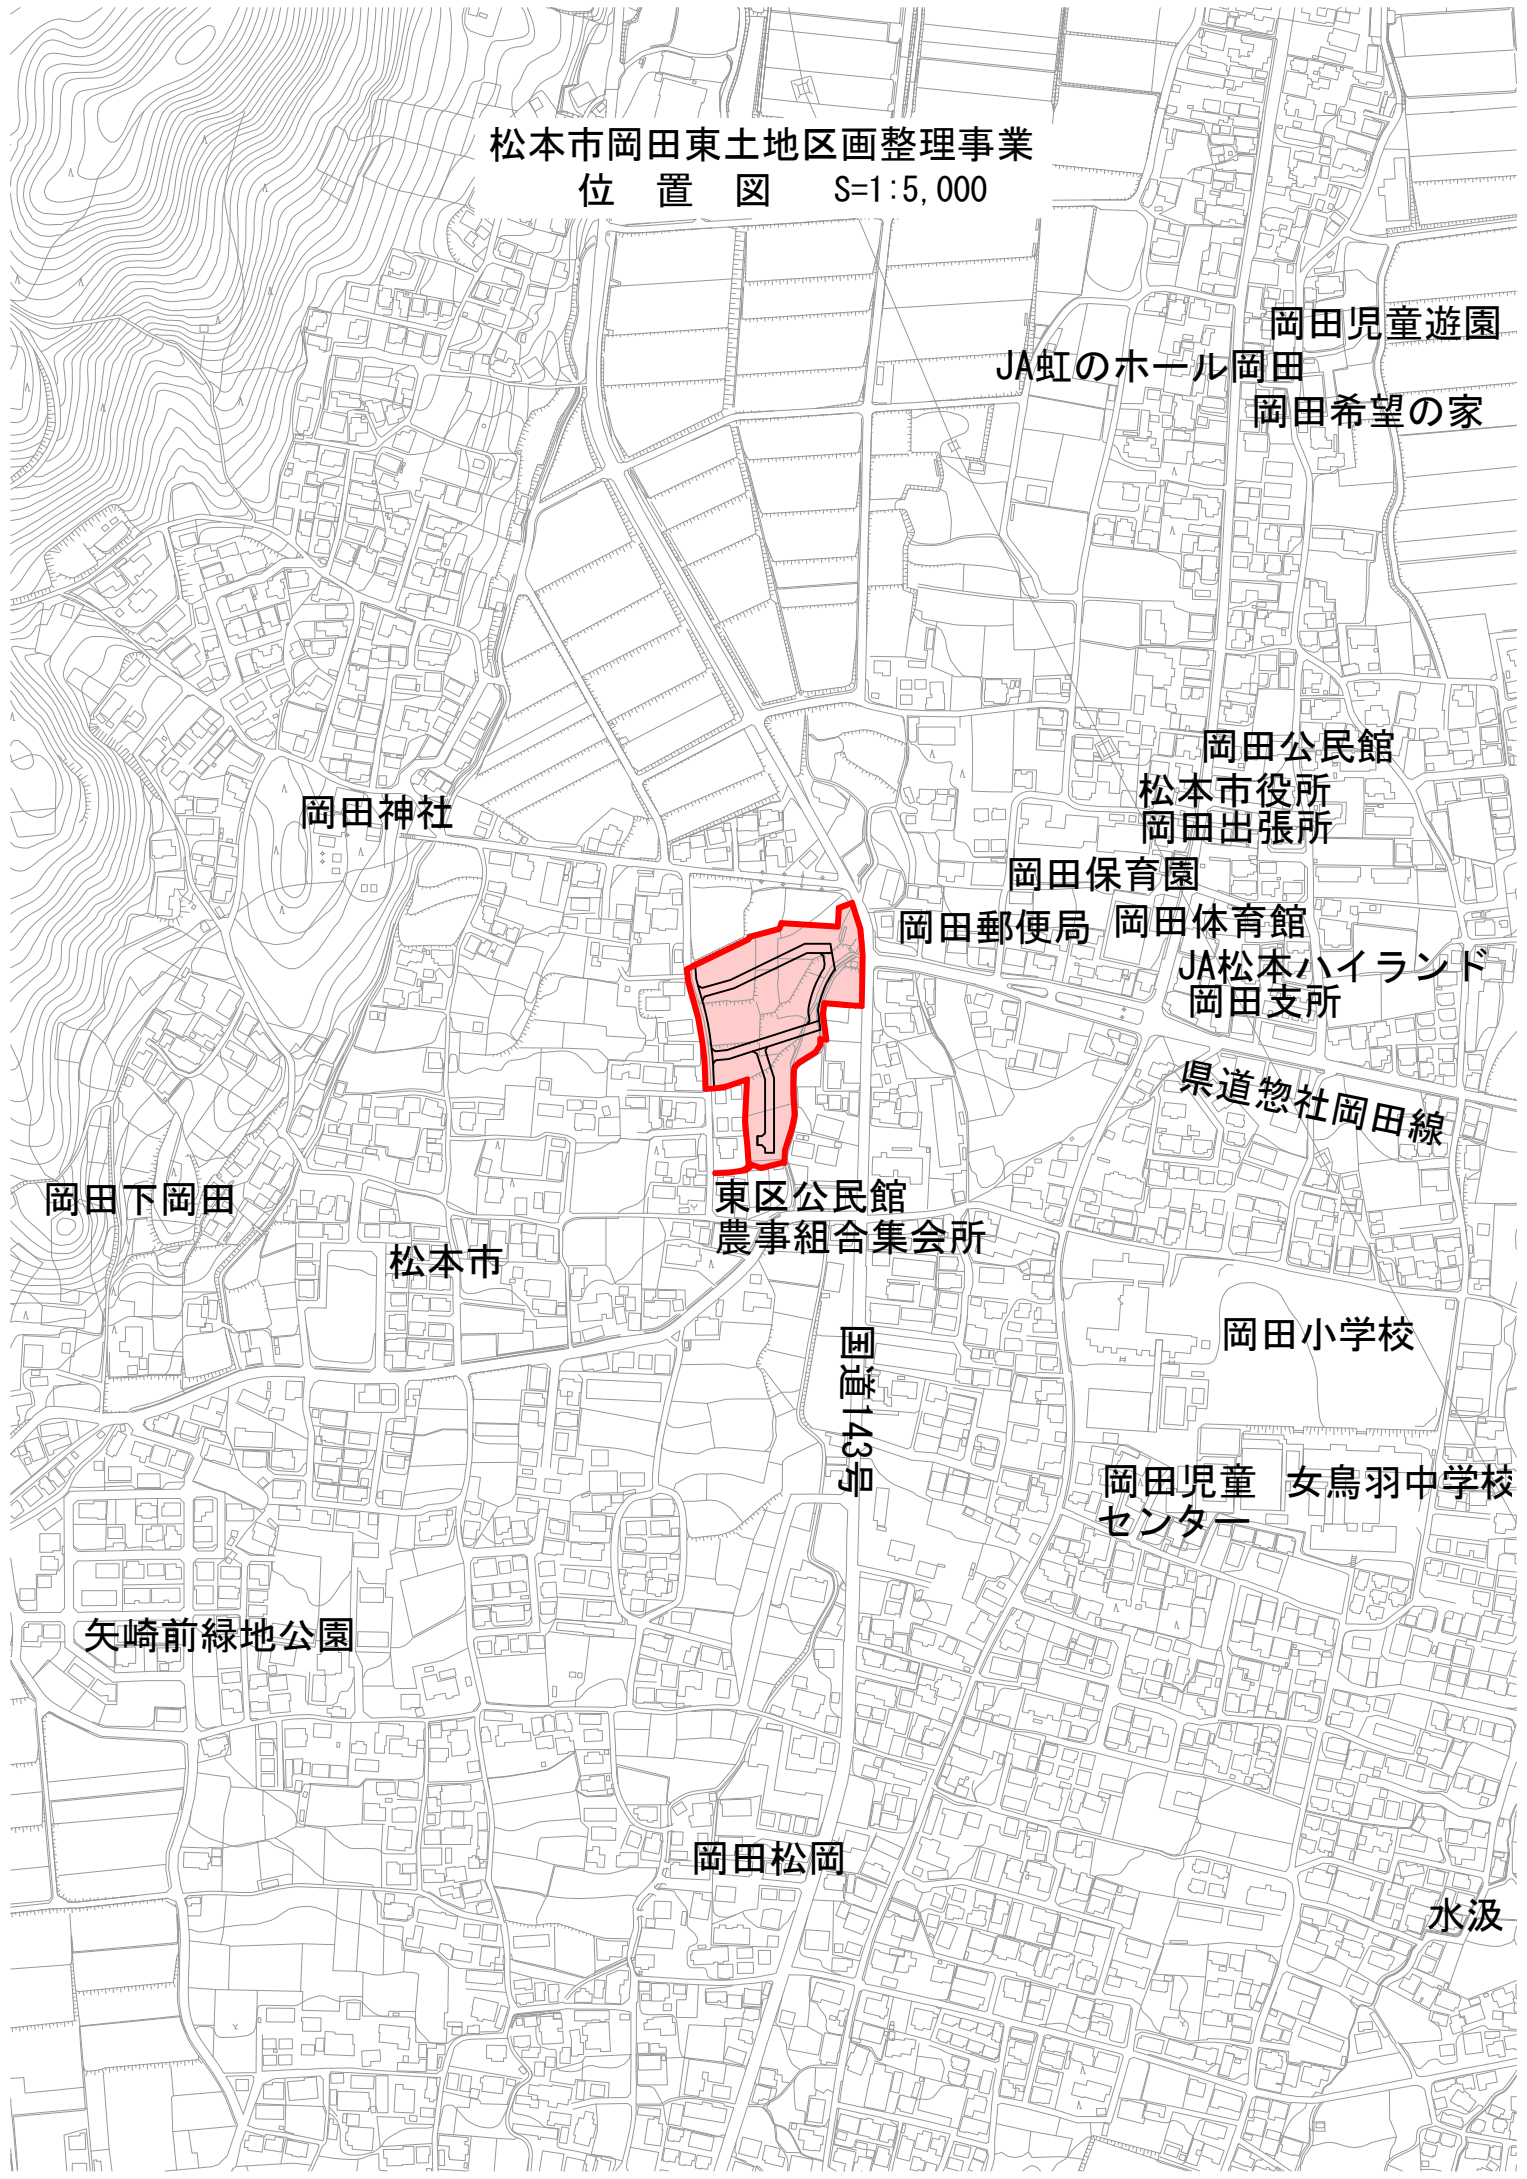 松本市岡田東土地区画整理事業
位 置 図 S=1:5,000
岡田児童遊園
JA虹のホール岡田
岡田希望の家
岡田公民館
松本市役所
岡田出張所
岡田神社
岡田保育園
岡田郵便局
岡田体育館
JA松本ハイランド
岡田支所
県道惣社岡田線
岡田下岡田
東区公民館
農事組合集会所
松本市
国道143号
岡田小学校
岡田児童
センター
女鳥羽中学校
矢崎前緑地公園
岡田松岡
水汲